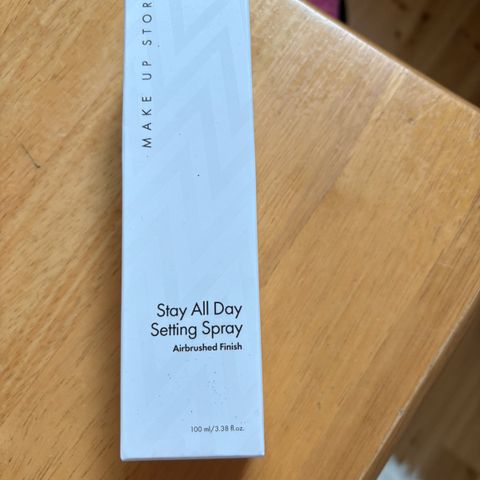 MAKE UP STOR
Stay All Day
Setting Spray
Airbrushed Finish
100 ml/3.38 fl.oz.